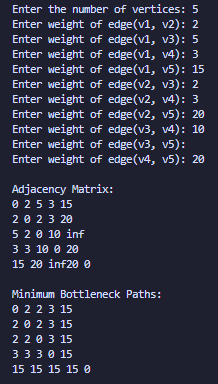 Enter the number of vertices: 5
Enter weight of edge(v1, v2): 2
Enter weight of edge(v1, v3): 5
Enter weight of edge(v1, v4): 3
Enter weight of edge(v1, v5): 15
Enter weight of edge(v2, v3): 2
Enter weight of edge(v2, v4): 3
Enter weight of edge(v2, v5): 20
Enter weight of edge(v3, v4): 10
Enter weight of edge(v3, v5):
Enter weight of edge(v4, v5): 20
Adjacency Matrix:
0 2 5 3 15
2 0 2 3 20
5 2 0 10 inf
3 3 10 0 20
15 20 inf20 0
Minimum Bottleneck Paths:
0 2 2 3 15
2 0 2 3 15
2 2 0 3 15
3 3 3 0 15
15 15 15 15 0